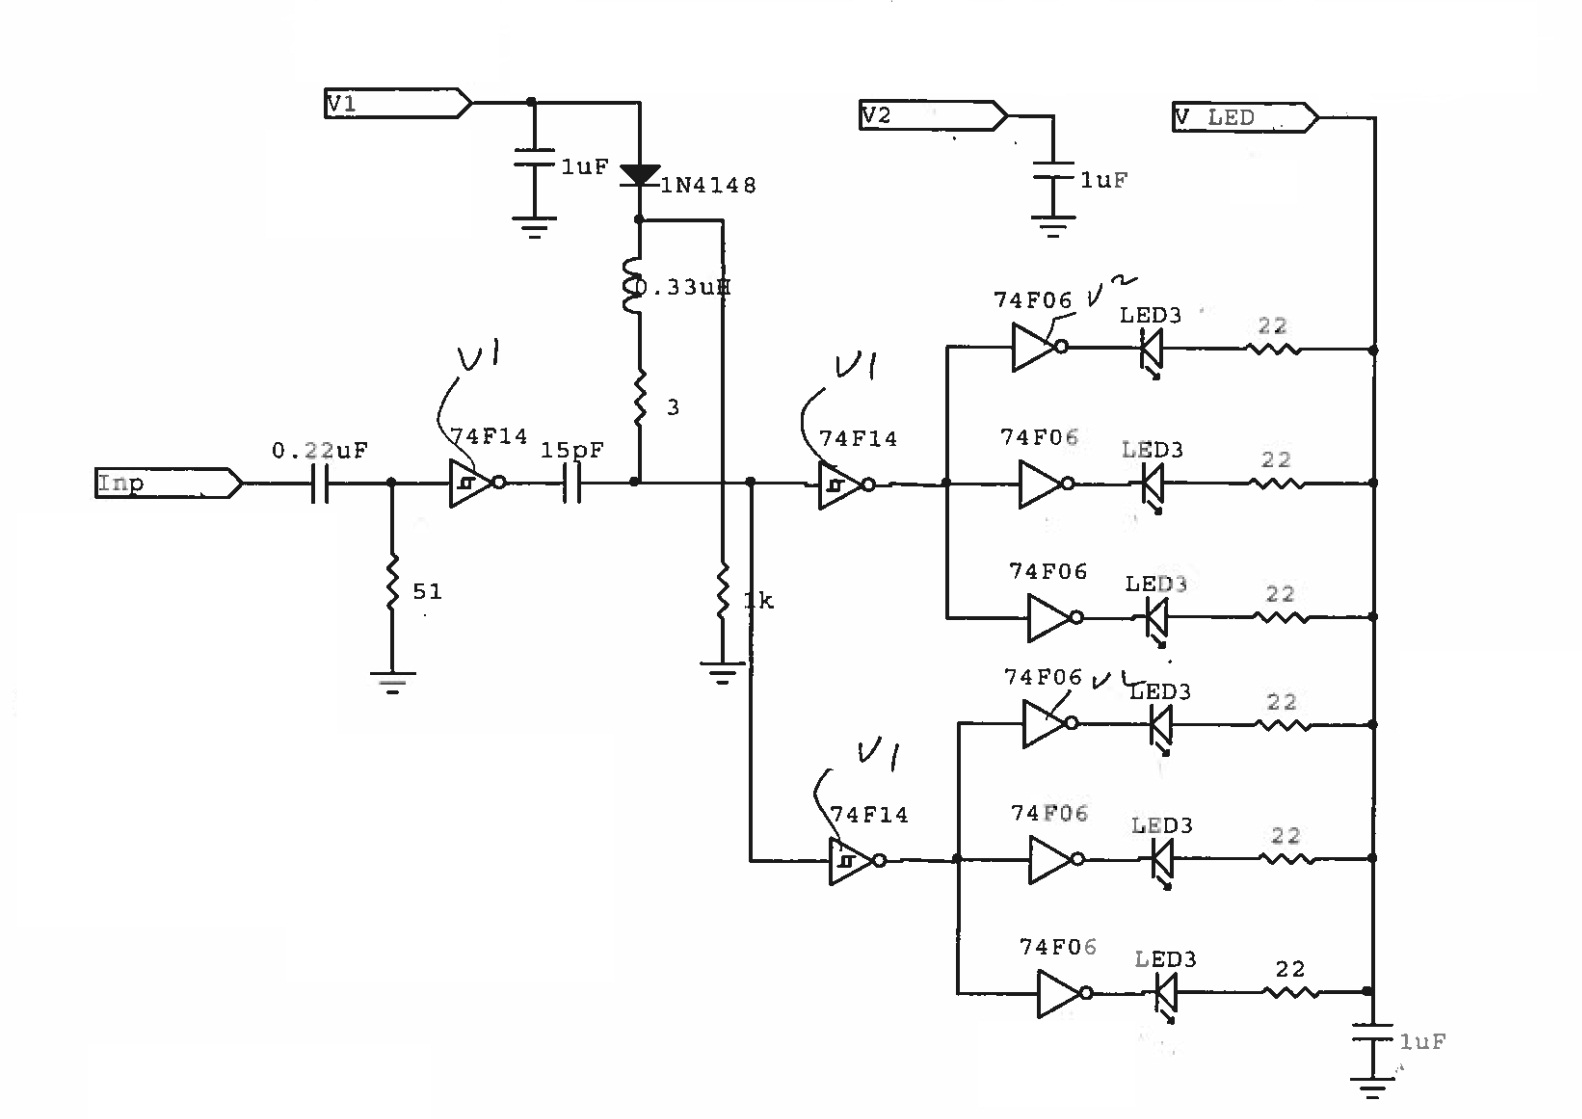 V1
V2
V LED
1uF
1N4148
1uF
0.33uH
74F06 V2
LED3
22
V1
V1
3
74F14
74F14
74F06
LED3
22
0.22uF
15pF
Inp
51
1k
74F06
LED3
22
74F06
LED3
22
V1
74F14
74F06
LED3
22
74F06
LED3
22
1uF